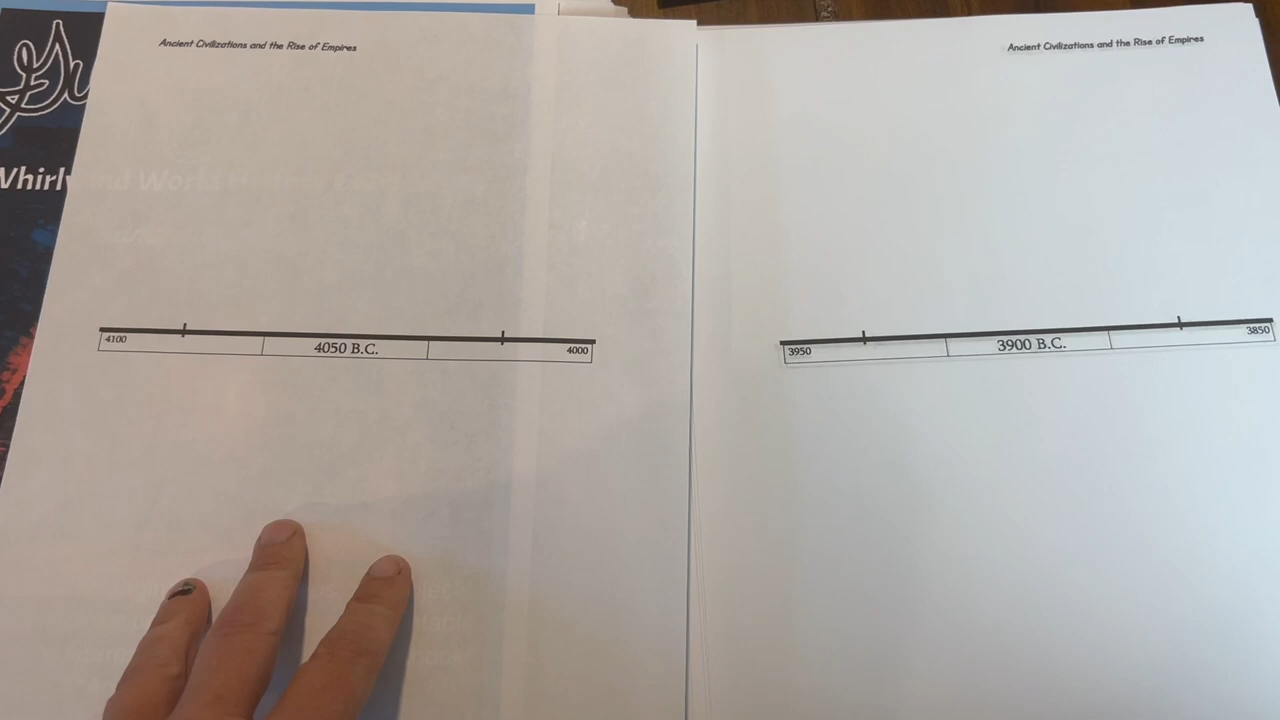 Ancient Civilizations and the Rise of Empires
4100
4050 B.C.
4000
Ancient Civilizations and the Rise of Empires
3950
3900 B.C.
3850